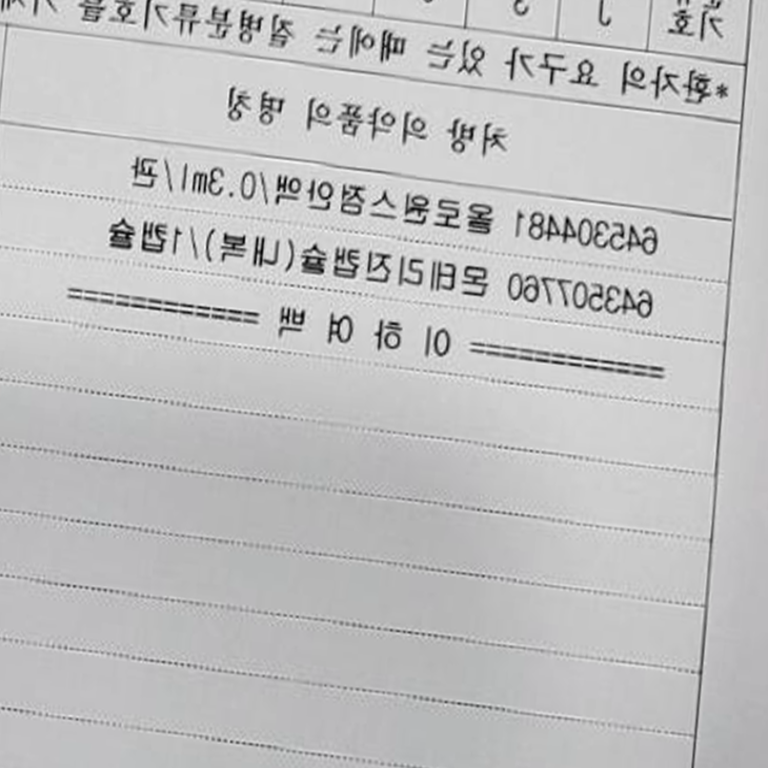 기호 J 3
*환자의 요구가 있는 때에는 질병분류기호를
처방 의약품의 명칭
645304481 올로원스점안액/0.3ml/관
643507760 몬테리진캡슐(내복)/1캡슐
============ 이 하 여 백 ============